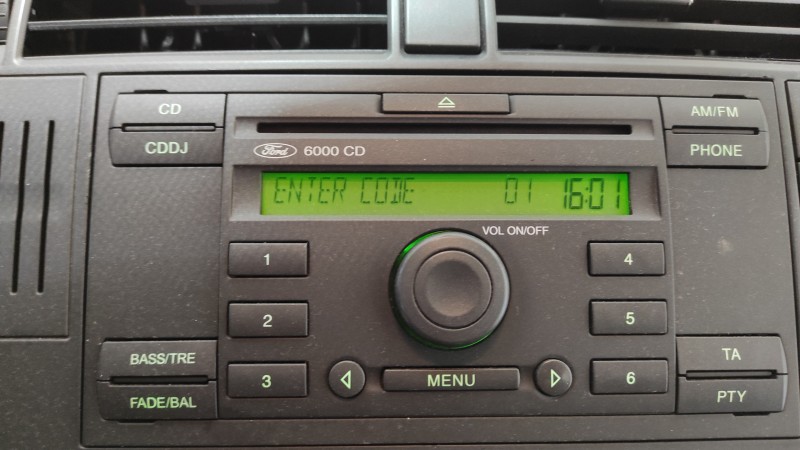 CD
CDDJ
AM/FM
PHONE
Ford 6000 CD
ENTER CODE 01 16:01
VOL ON/OFF
1
2
3
4
5
6
BASS/TRE
FADE/BAL
MENU
TA
PTY